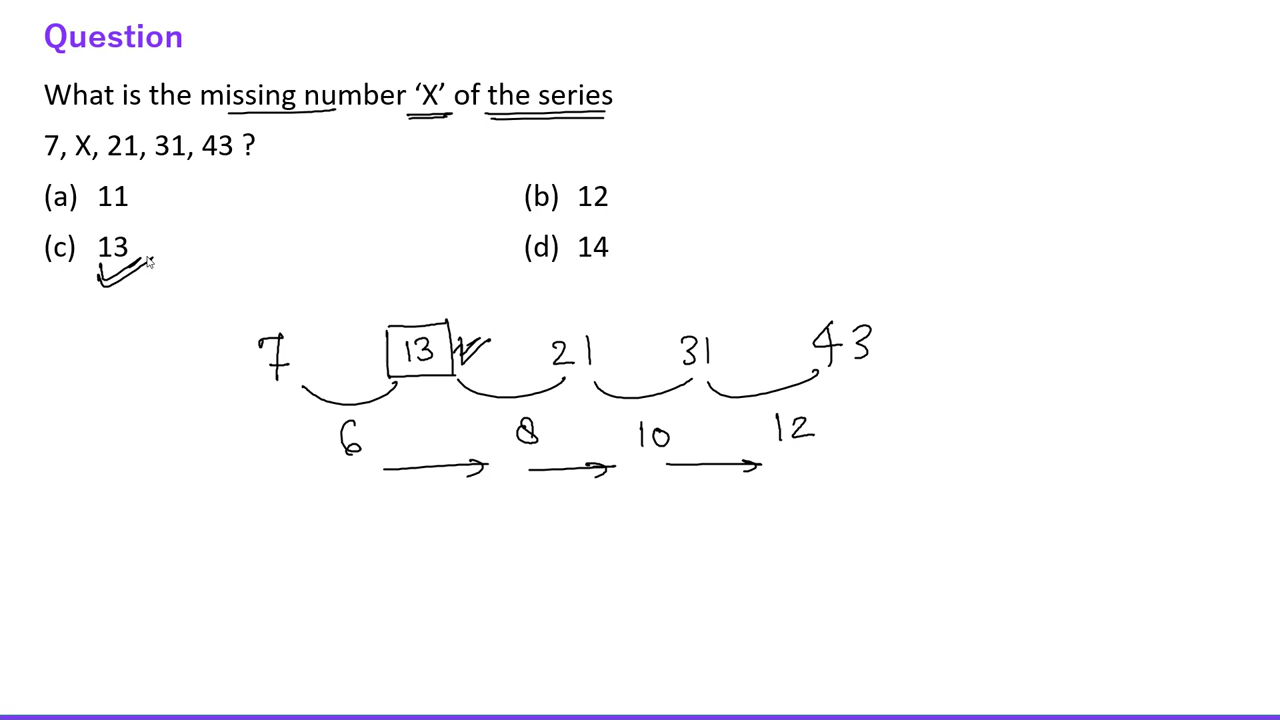 Question
What is the missing number ‘X’ of the series
7, X, 21, 31, 43 ?
(a) 11 (b) 12
(c) 13 (d) 14
7 13 21 31 43
6 8 10 12